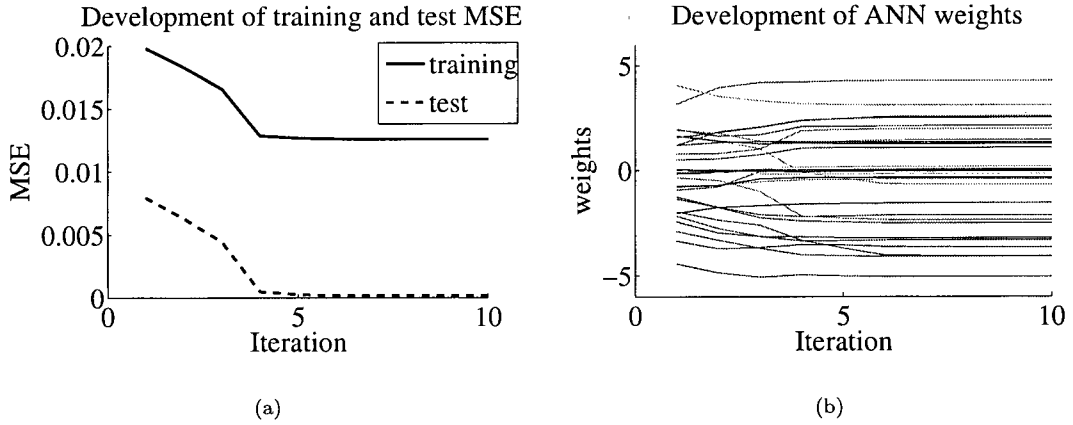 Development of training and test MSE
0.02
0.015
0.01
0.005
0
MSE
training
test
0
5
10
Iteration
(a)
Development of ANN weights
5
0
−5
weights
0
5
10
Iteration
(b)